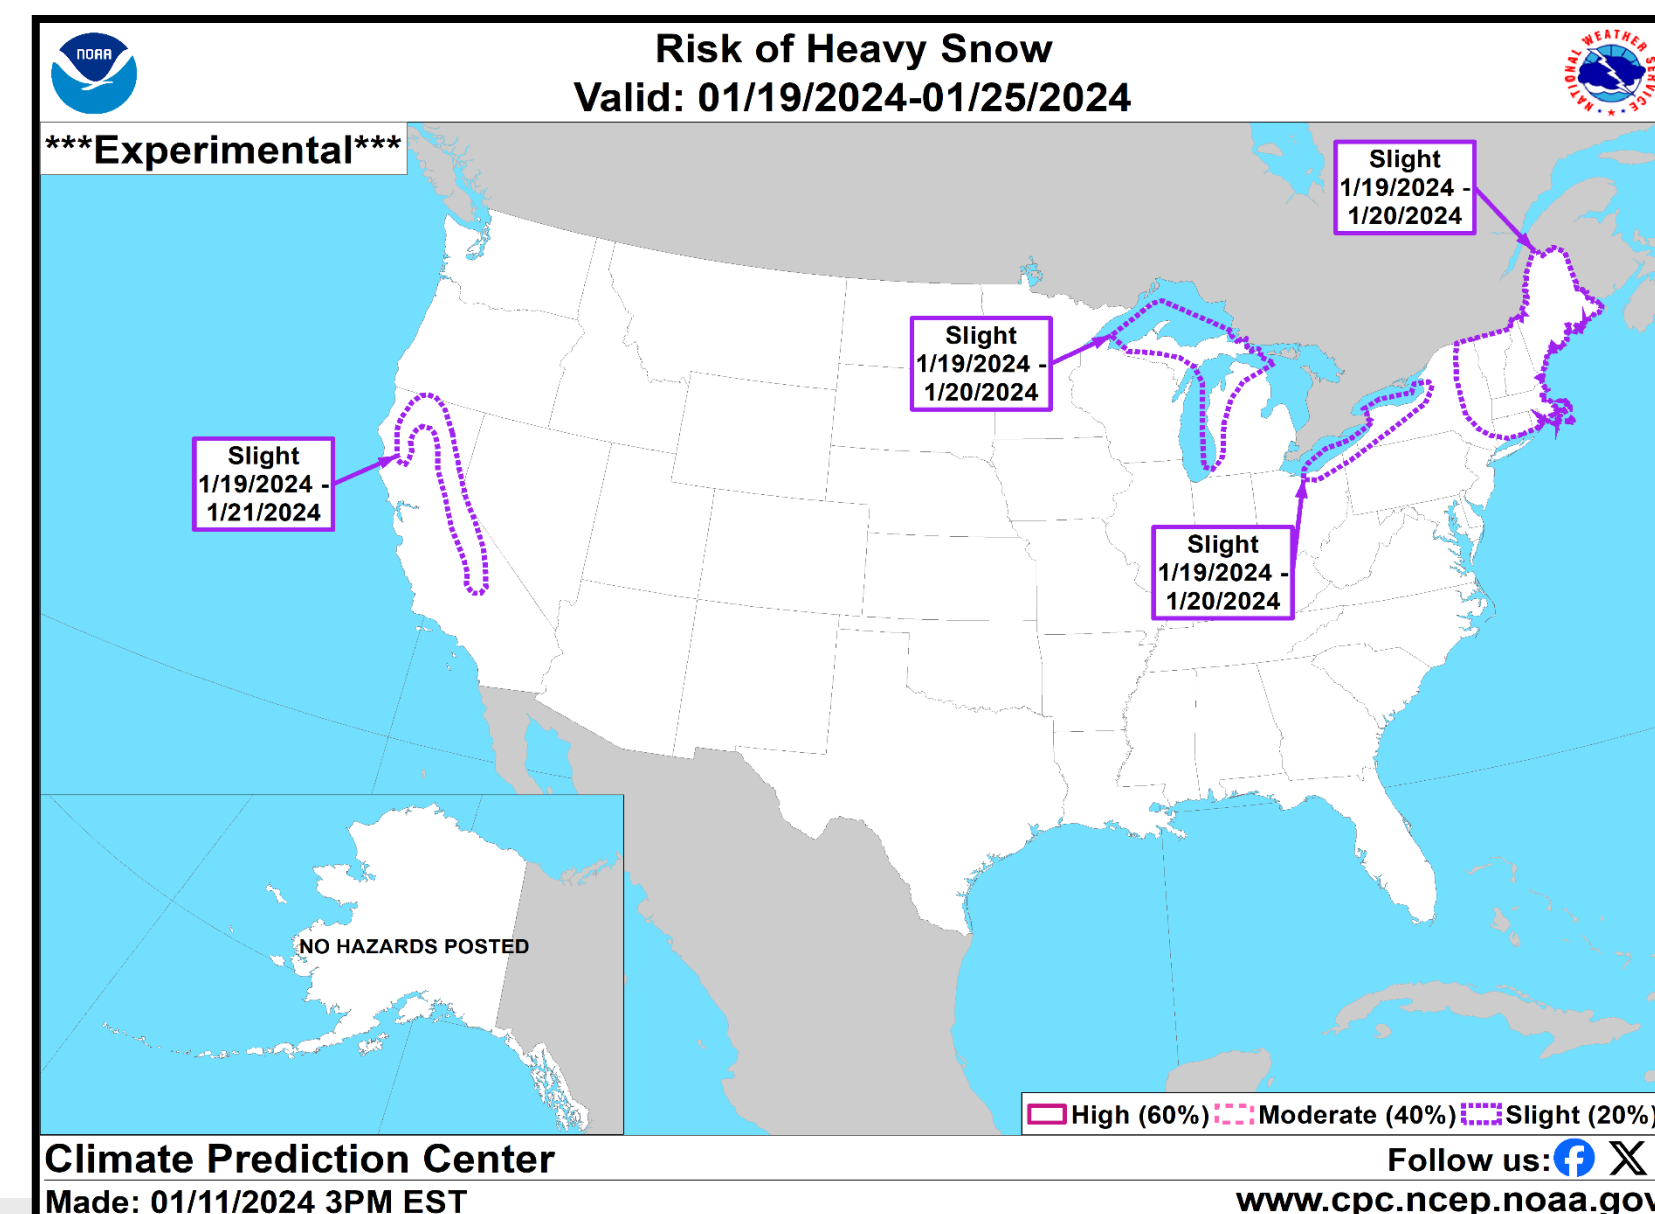 NOAA
Risk of Heavy Snow
Valid: 01/19/2024-01/25/2024
NATIONAL WEATHER SERVICE
***Experimental***
Slight
1/19/2024 -
1/20/2024
Slight
1/19/2024 -
1/20/2024
Slight
1/19/2024 -
1/21/2024
Slight
1/19/2024 -
1/20/2024
NO HAZARDS POSTED
High (60%) Moderate (40%) Slight (20%)
Climate Prediction Center
Follow us:
Made: 01/11/2024 3PM EST
www.cpc.ncep.noaa.gov